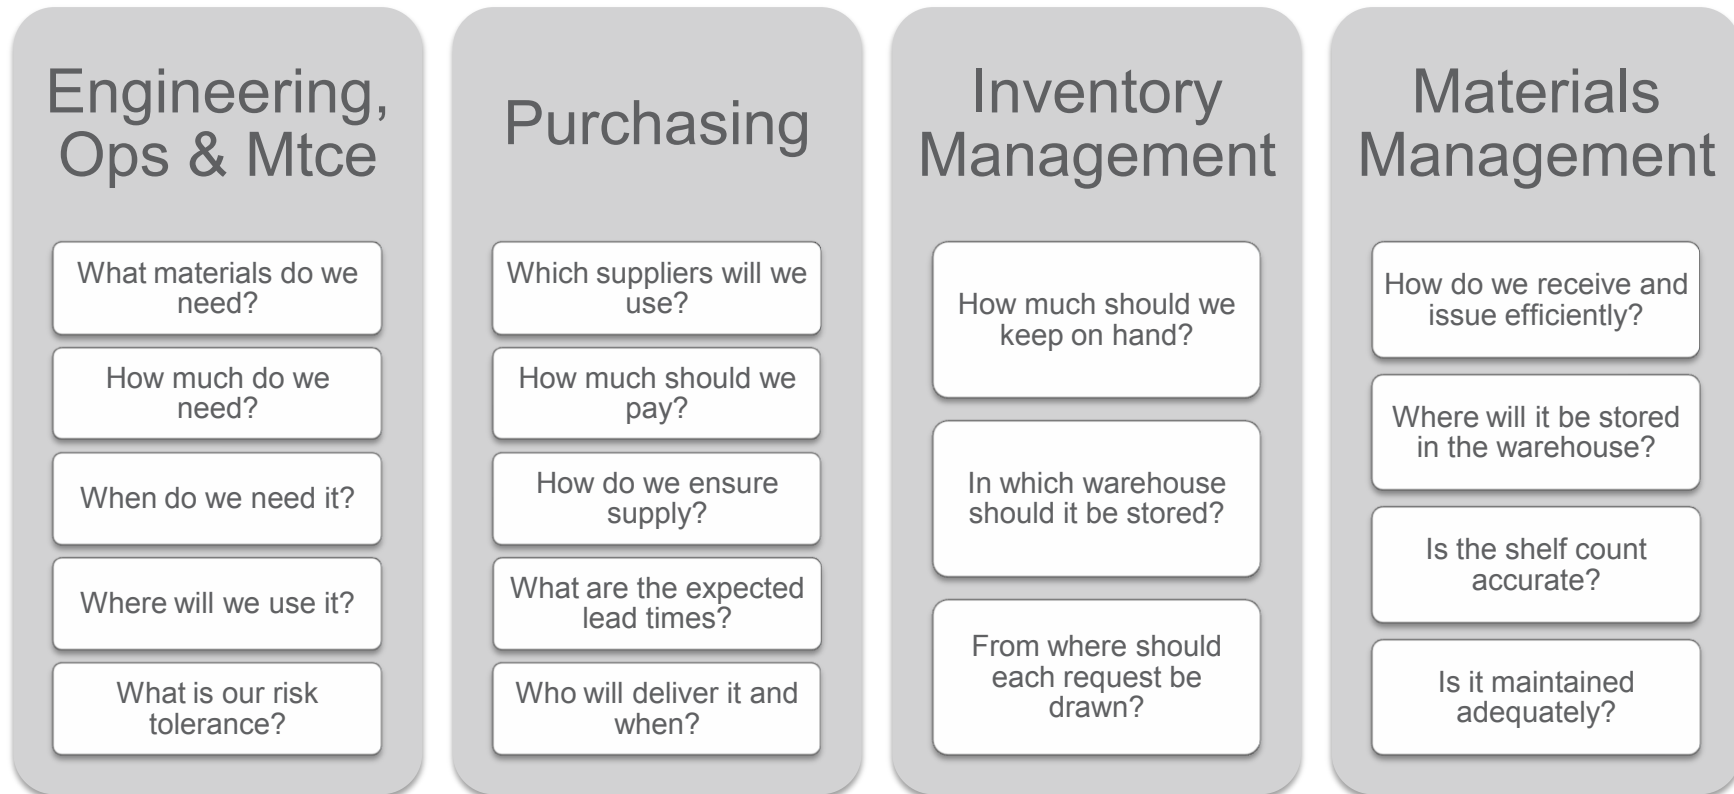 Engineering,
Ops & Mtce
What materials do we
need?
How much do we
need?
When do we need it?
Where will we use it?
What is our risk
tolerance?
Purchasing
Which suppliers will we
use?
How much should we
pay?
How do we ensure
supply?
What are the expected
lead times?
Who will deliver it and
when?
Inventory
Management
How much should we
keep on hand?
In which warehouse
should it be stored?
From where should
each request be
drawn?
Materials
Management
How do we receive and
issue efficiently?
Where will it be stored
in the warehouse?
Is the shelf count
accurate?
Is it maintained
adequately?